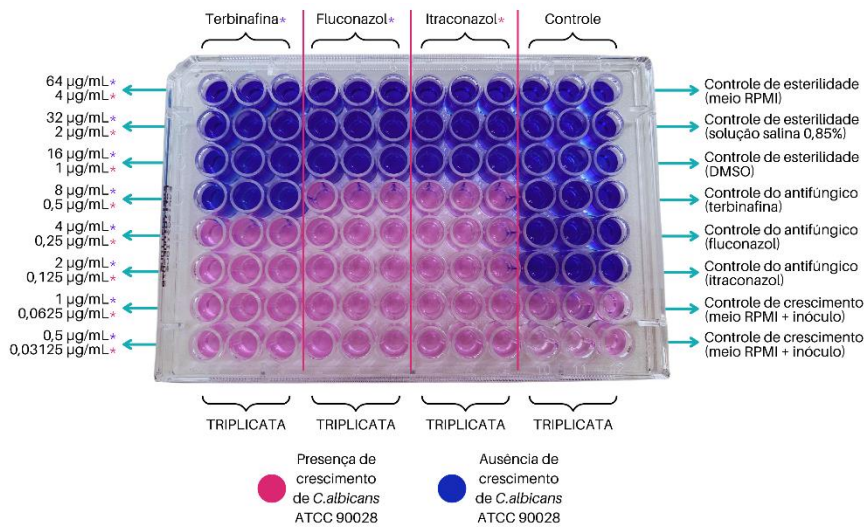 Terbinafina* Fluconazol* Itraconazol* Controle
64 µg/mL*
4 µg/mL*
32 µg/mL*
2 µg/mL*
16 µg/mL*
1 µg/mL*
8 µg/mL*
0,5 µg/mL*
4 µg/mL*
0,25 µg/mL*
2 µg/mL*
0,125 µg/mL*
1 µg/mL*
0,0625 µg/mL*
0,5 µg/mL*
0,03125 µg/mL*
Controle de esterilidade
(meio RPMI)
Controle de esterilidade
(solução salina 0,85%)
Controle de esterilidade
(DMSO)
Controle do antifúngico
(terbinafina)
Controle do antifúngico
(fluconazol)
Controle do antifúngico
(itraconazol)
Controle de crescimento
(meio RPMI + inóculo)
Controle de crescimento
(meio RPMI + inóculo)
TRIPLICATA TRIPLICATA TRIPLICATA TRIPLICATA
Presença de
crescimento
de C.albicans
ATCC 90028
Ausência de
crescimento
de C.albicans
ATCC 90028